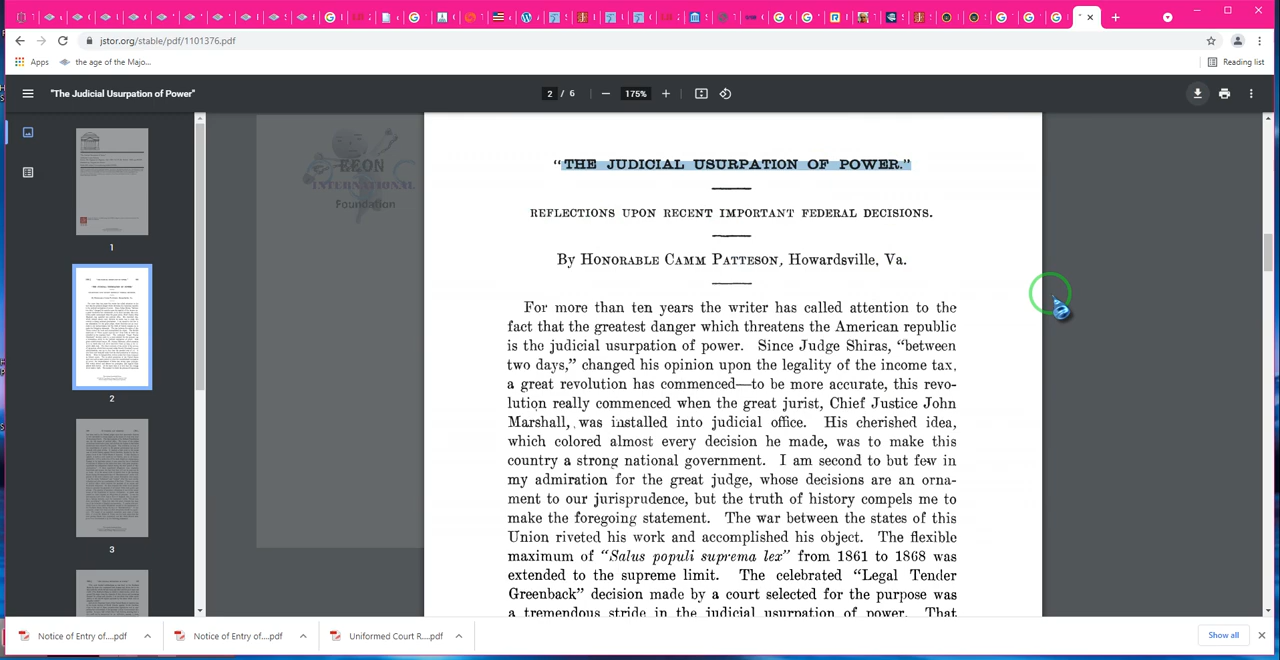 jstor.org/stable/pdf/1101376.pdf
Apps
the age of the Majo...
Reading list
"The Judicial Usurpation of Power"
2 / 6
175%
1
2
3
LEON
INTERNATIONAL
Foundation
"THE JUDICIAL USURPATION OF POWER."
REFLECTIONS UPON RECENT IMPORTANT FEDERAL DECISIONS.
By HONORABLE CAMM PATTESON, Howardsville, Va.
For more than ten years the writer has called attention to the
fact that the greatest danger which threatens the American republic
is the judicial usurpation of power. Since Judge Shiras, "between
two days," changed his opinion upon the legality of the income tax,
a great revolution has commenced—to be more accurate, this revo-
lution really commenced when the great jurist, Chief Justice John
Marshall, was installed into judicial office. His cherished idea,
which colored almost every decision he made, was to make this
country a strong national government. I am second to but few in
my admiration for the great judge, whose decisions are an orna-
ment to our jurisprudence, but the truth of history compels me to
make the foregoing statement. The war between the states of this
Union riveted his work and accomplished his object. The flexible
maximum of "Salus populi suprema lex" from 1861 to 1868 was
extended to the supreme limit. The celebrated "Legal Tender
Greenback" decision made by a court selected for the purpose was
a tremendous stride in the judicial usurpation of power. That
Notice of Entry of....pdf
Notice of Entry of....pdf
Uniformed Court R....pdf
Show all